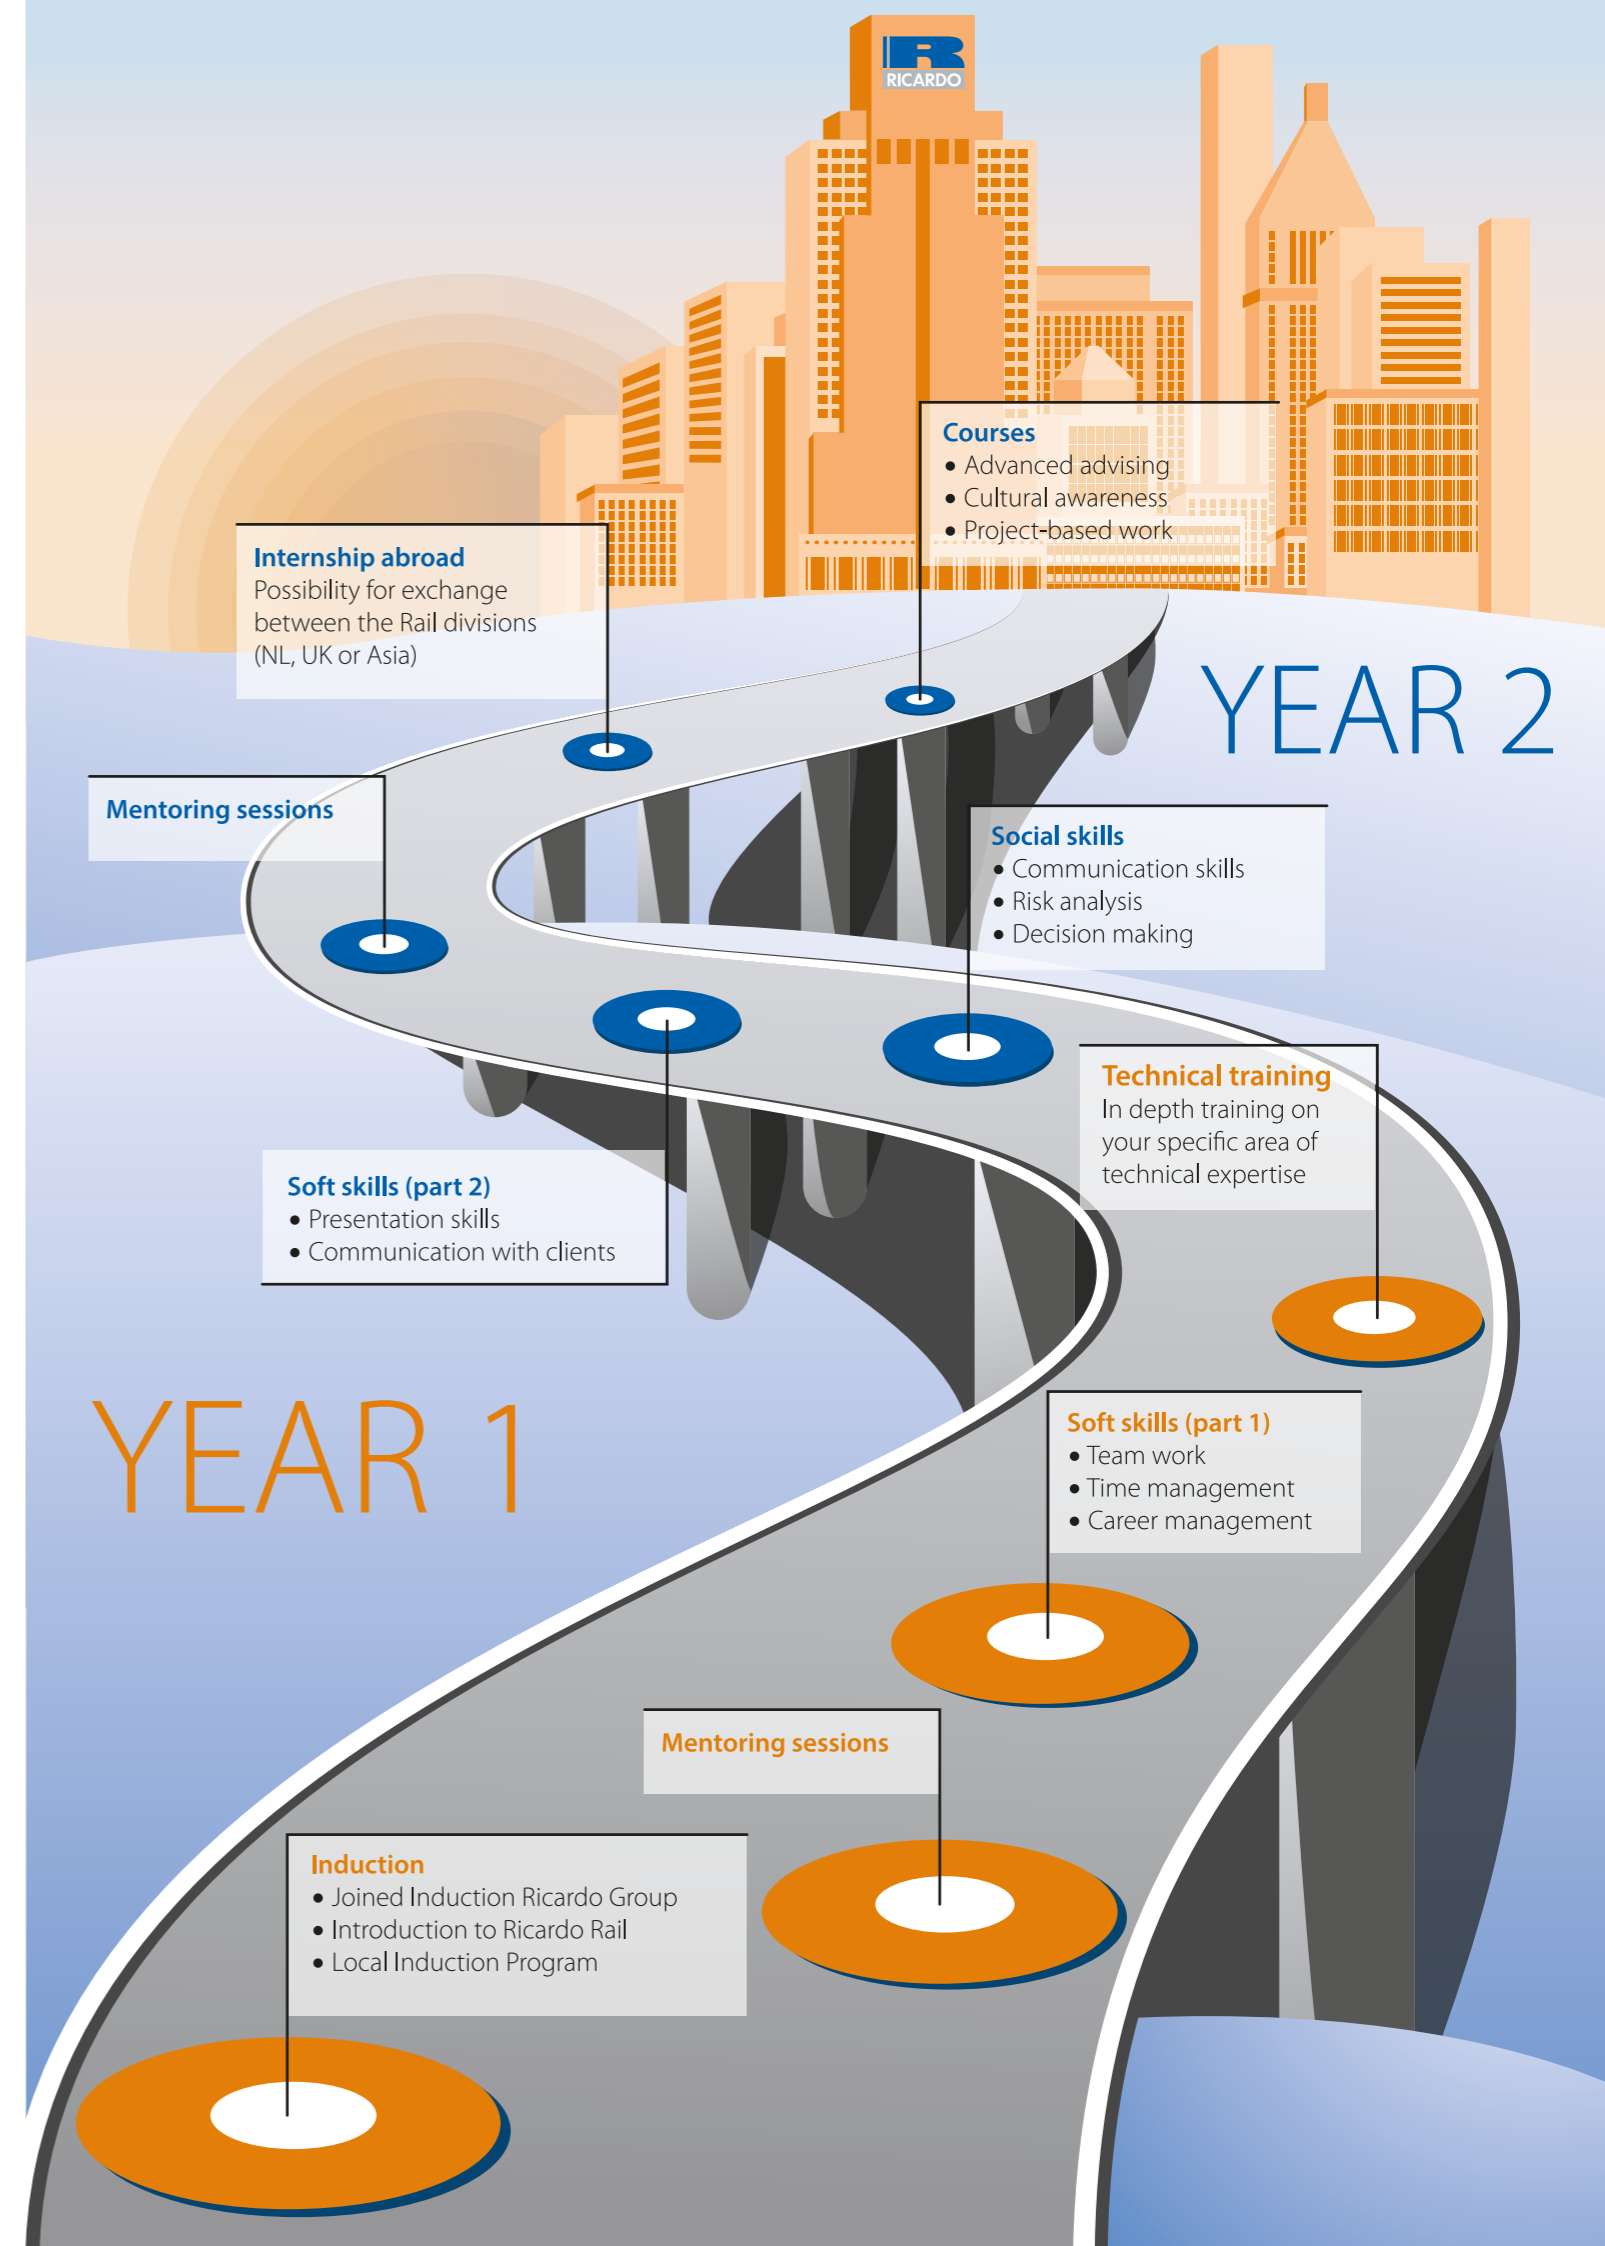 RICARDO
Courses
• Advanced advising
• Cultural awareness
• Project-based work
Internship abroad
Possibility for exchange
between the Rail divisions
(NL, UK or Asia)
YEAR 2
Mentoring sessions
Social skills
• Communication skills
• Risk analysis
• Decision making
Technical training
In depth training on
your specific area of
technical expertise
Soft skills (part 2)
• Presentation skills
• Communication with clients
YEAR 1
Soft skills (part 1)
• Team work
• Time management
• Career management
Mentoring sessions
Induction
• Joined Induction Ricardo Group
• Introduction to Ricardo Rail
• Local Induction Program